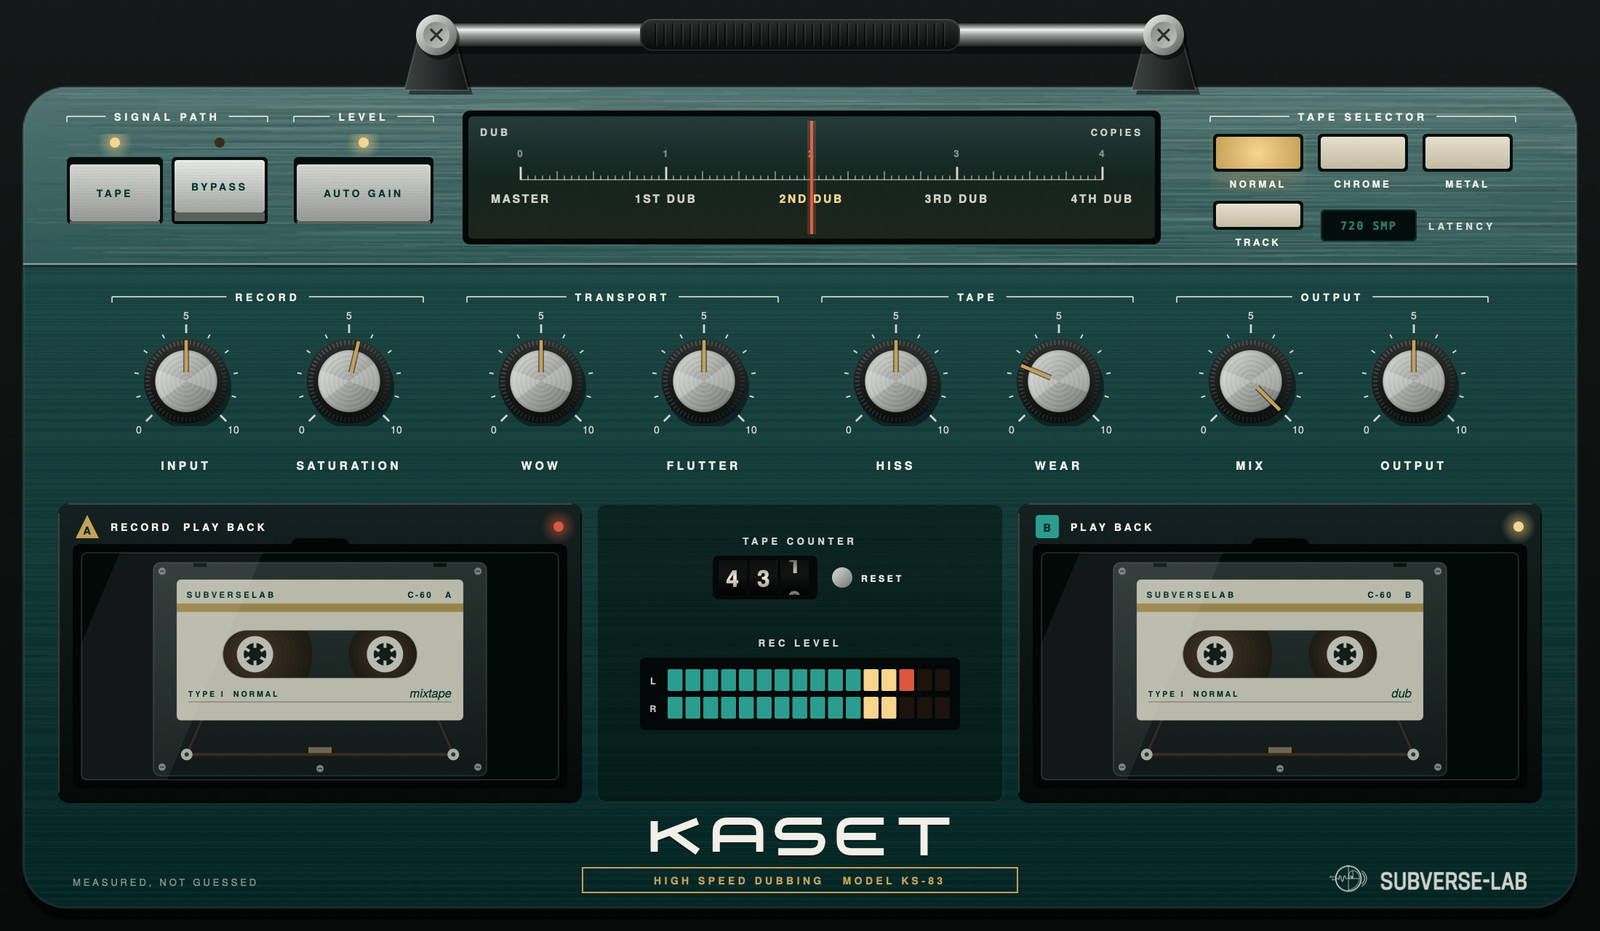 SIGNAL PATH
LEVEL
TAPE
BYPASS
AUTO GAIN
DUB
COPIES
0 1 2 3 4
MASTER 1ST DUB 2ND DUB 3RD DUB 4TH DUB
TAPE SELECTOR
NORMAL CHROME METAL
TRACK
720 SMP
LATENCY
RECORD TRANSPORT TAPE OUTPUT
5 5 5 5 5 5 5 5
0 10 0 10 0 10 0 10 0 10 0 10 0 10 0 10
INPUT SATURATION WOW FLUTTER HISS WEAR MIX OUTPUT
A RECORD PLAY BACK
SUBVERSELAB C-60 A
TYPE I NORMAL mixtape
TAPE COUNTER
4 3 1
RESET
REC LEVEL
L
R
B PLAY BACK
SUBVERSELAB C-60 B
TYPE I NORMAL dub
KASET
HIGH SPEED DUBBING MODEL KS-83
MEASURED, NOT GUESSED
SUBVERSE-LAB